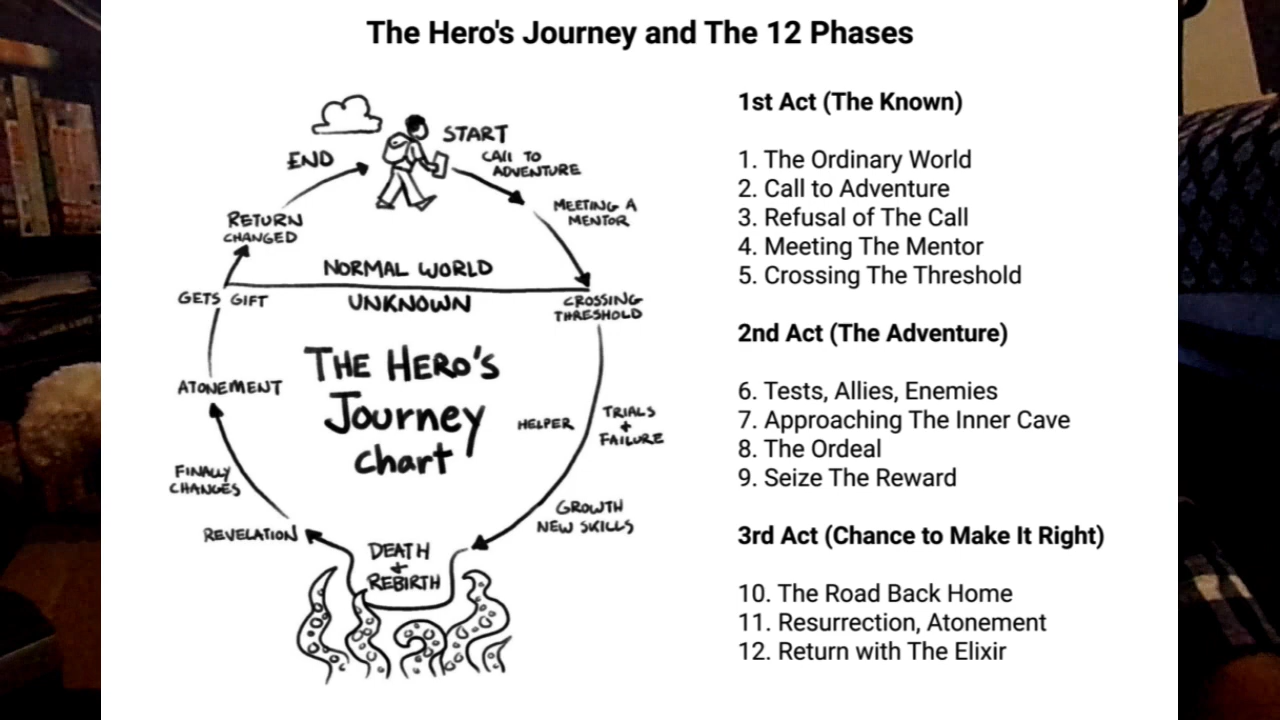 The Hero's Journey and The 12 Phases
START
CALL TO
ADVENTURE
MEETING A
MENTOR
CROSSING
THRESHOLD
TRIALS
+
FAILURE
HELPER
GROWTH
NEW SKILLS
DEATH
+
REBIRTH
REVELATION
FINALLY
CHANGES
ATONEMENT
GETS GIFT
RETURN
CHANGED
END
NORMAL WORLD
UNKNOWN
THE HERO'S
JOURNEY
chart
1st Act (The Known)
1. The Ordinary World
2. Call to Adventure
3. Refusal of The Call
4. Meeting The Mentor
5. Crossing The Threshold
2nd Act (The Adventure)
6. Tests, Allies, Enemies
7. Approaching The Inner Cave
8. The Ordeal
9. Seize The Reward
3rd Act (Chance to Make It Right)
10. The Road Back Home
11. Resurrection, Atonement
12. Return with The Elixir